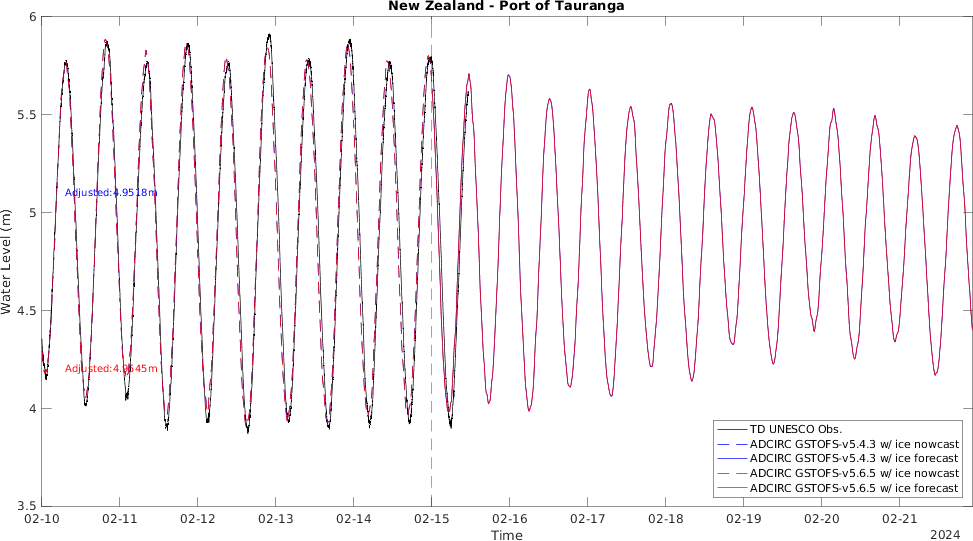 New Zealand - Port of Tauranga
Water Level (m)
6
5.5
5
4.5
4
3.5
Adjusted:4.9518m
Adjusted:4.9645m
TD UNESCO Obs.
ADCIRC GSTOFS-v5.4.3 w/ ice nowcast
ADCIRC GSTOFS-v5.4.3 w/ ice forecast
ADCIRC GSTOFS-v5.6.5 w/ ice nowcast
ADCIRC GSTOFS-v5.6.5 w/ ice forecast
02-10 02-11 02-12 02-13 02-14 02-15 02-16 02-17 02-18 02-19 02-20 02-21
Time
2024